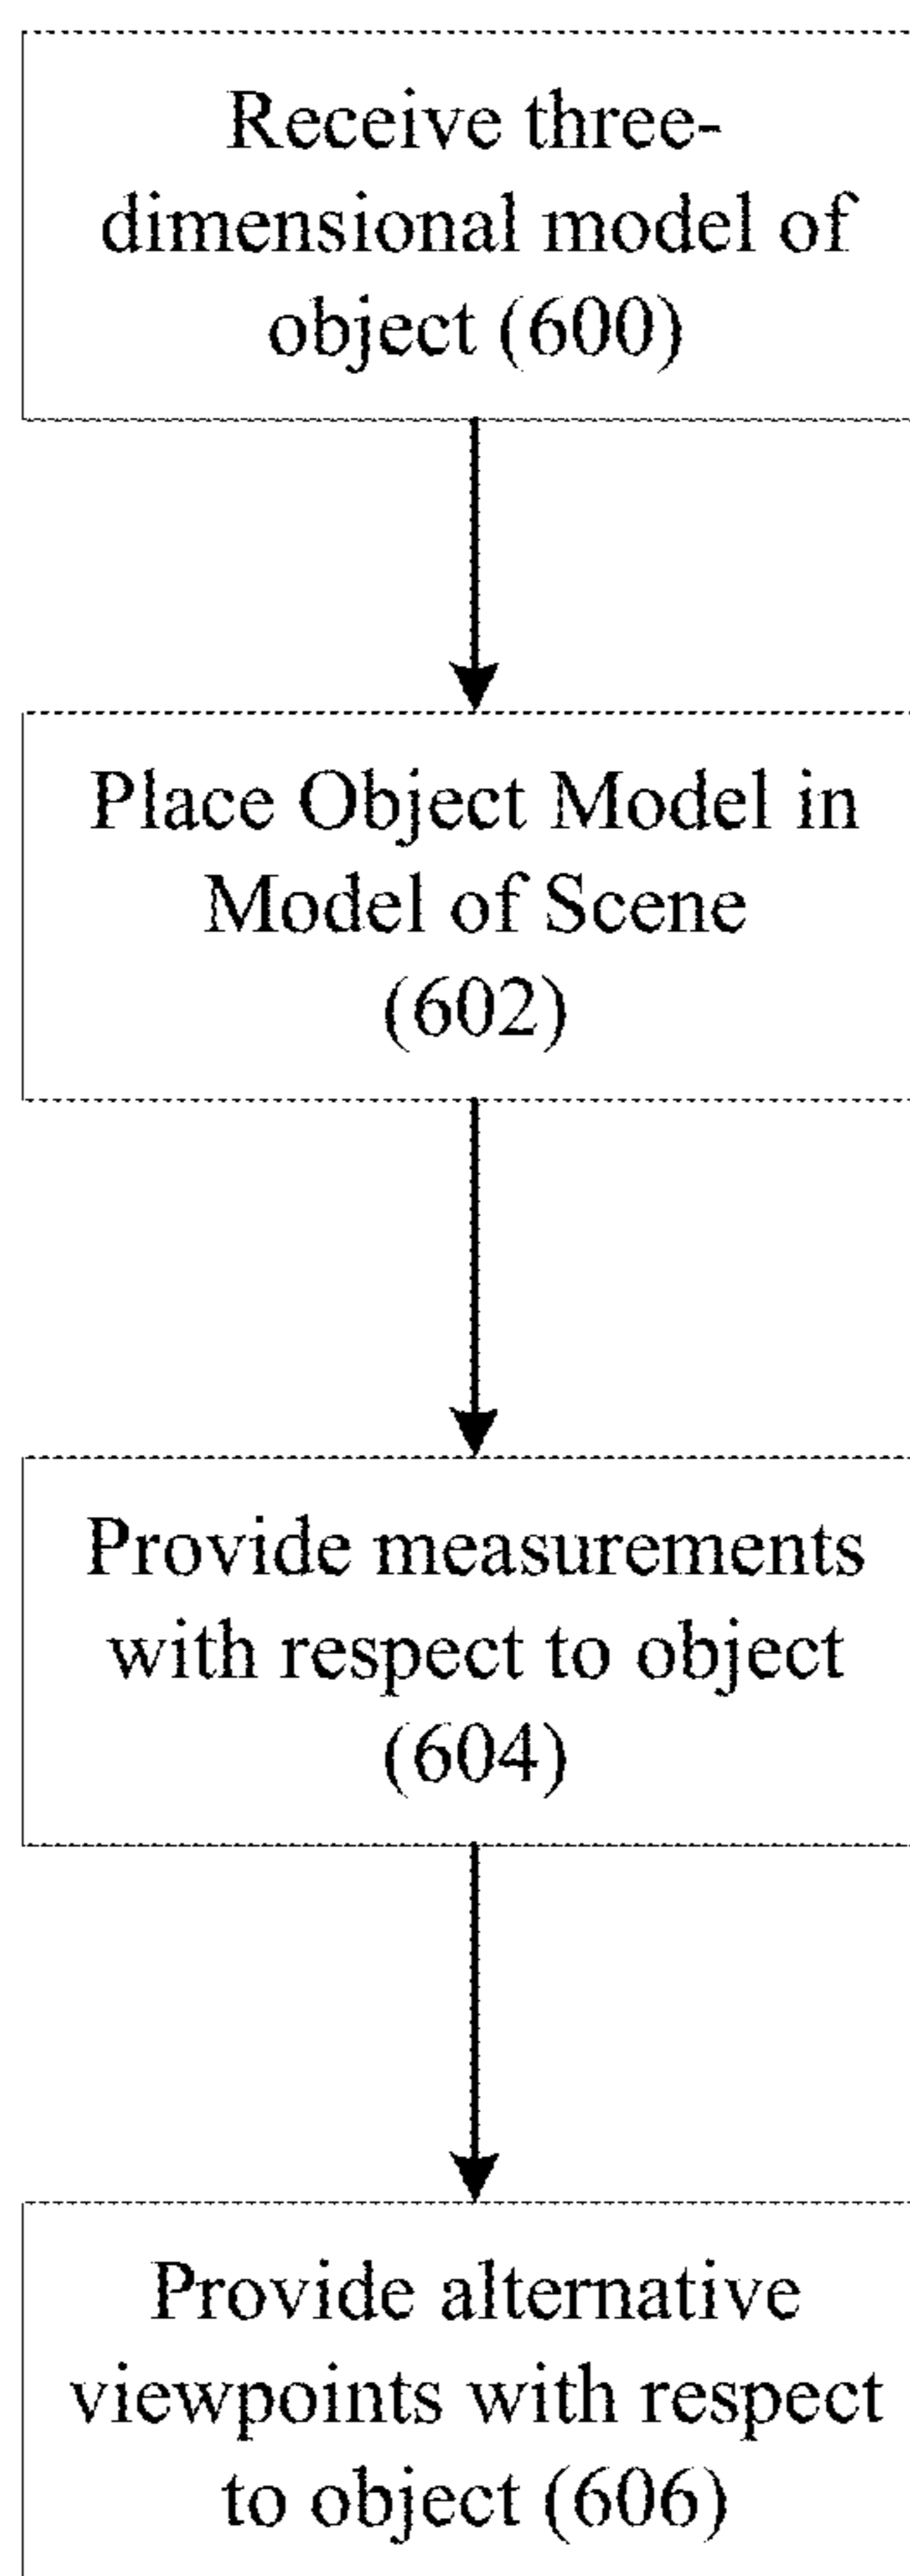 Receive three-
dimensional model of
object (600)
Place Object Model in
Model of Scene
(602)
Provide measurements
with respect to object
(604)
Provide alternative
viewpoints with respect
to object (606)